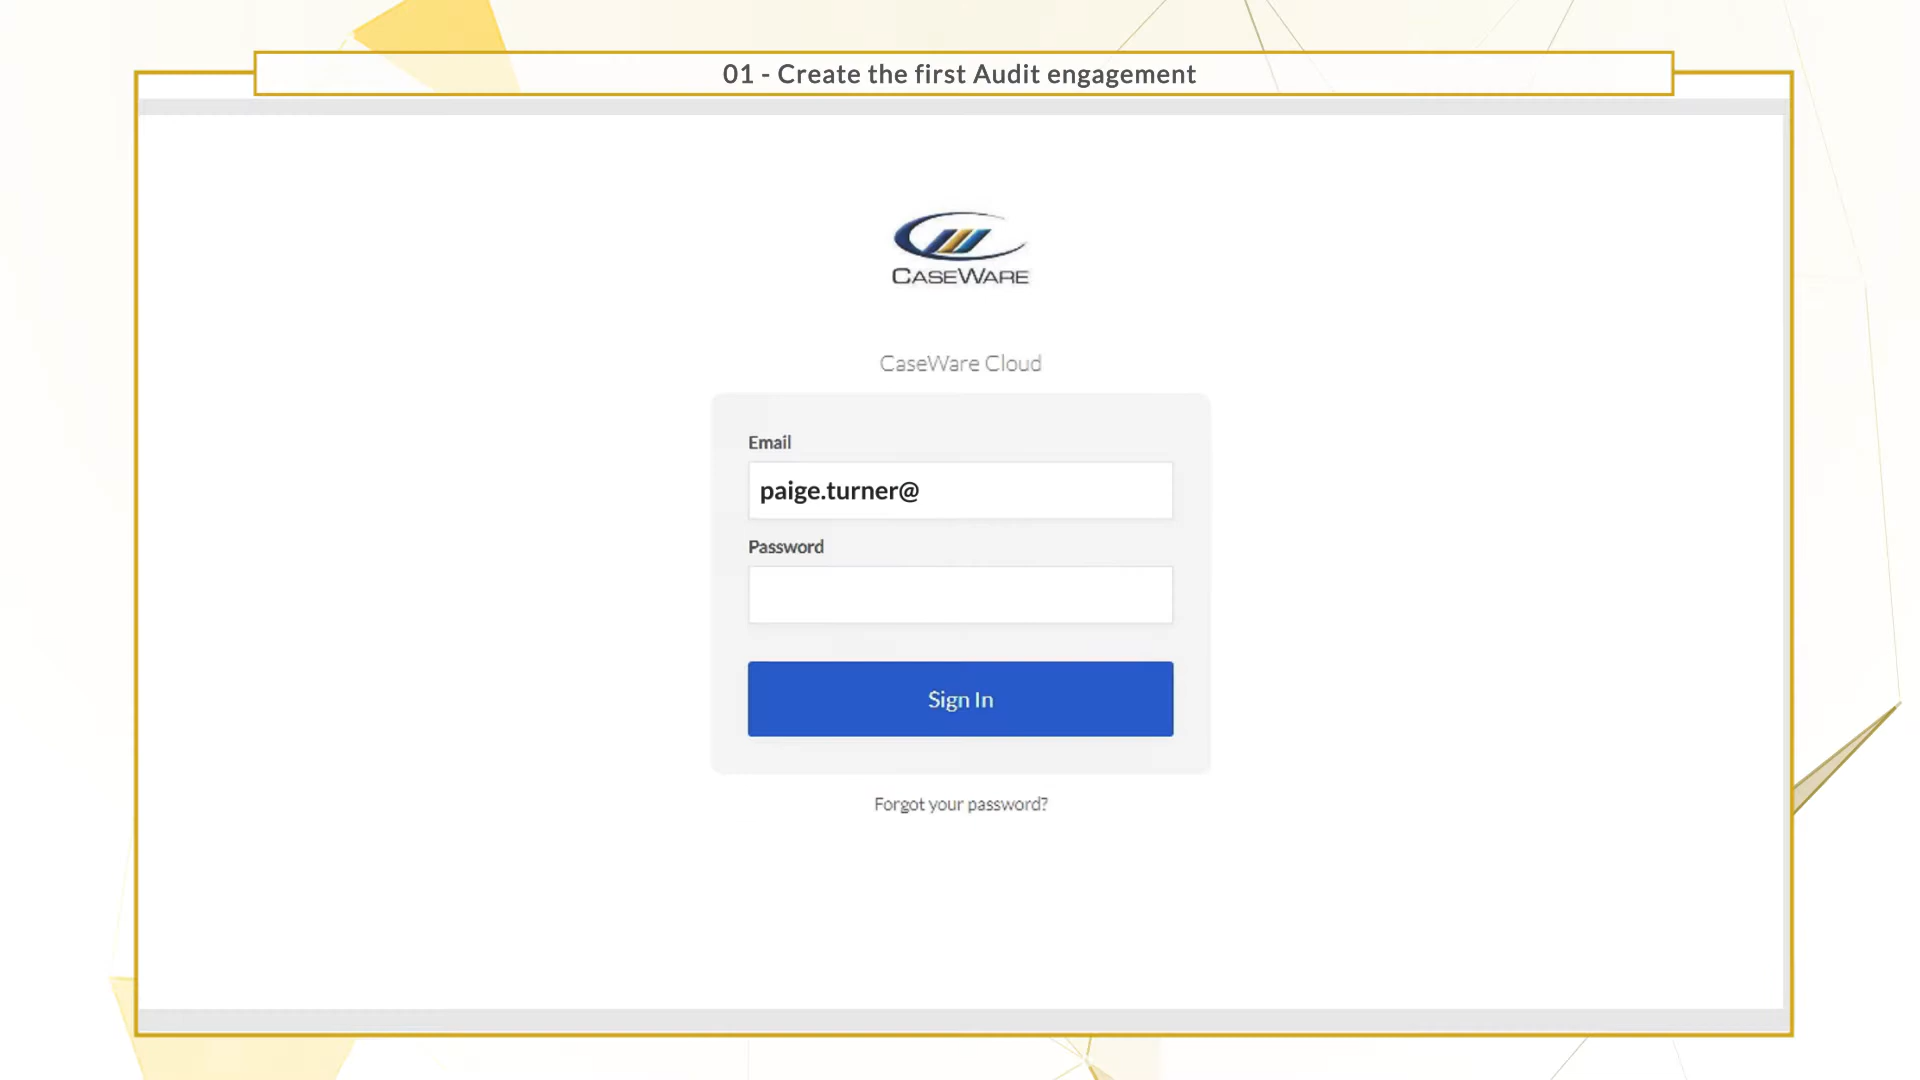 01 - Create the first Audit engagement
CASEWARE
CaseWare Cloud
Email
paige.turner@
Password
Sign In
Forgot your password?